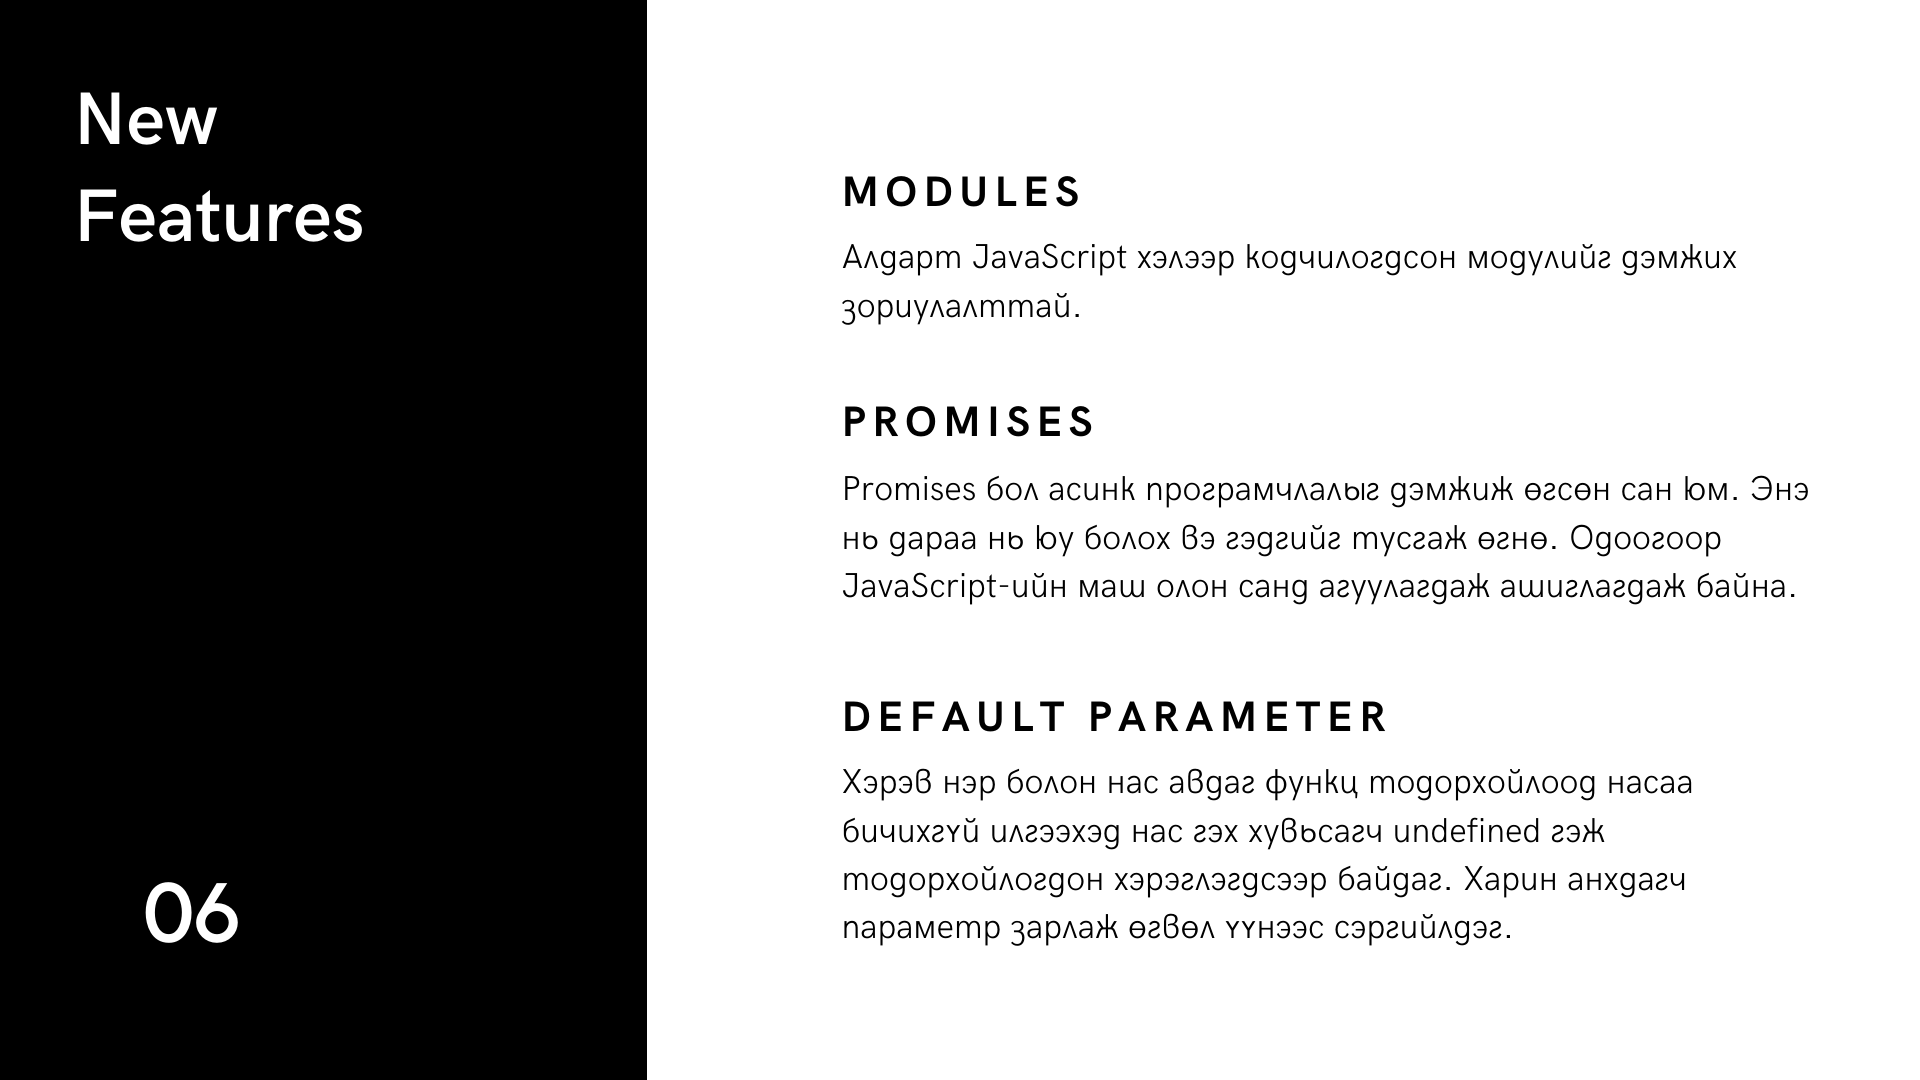 New
Features
MODULES
Алдарт JavaScript хэлээр кодчилогдсон модулийг дэмжих
зориулалттай.
PROMISES
Promises бол асинк програмчлалыг дэмжиж өгсөн сан юм. Энэ
нь дараа нь юу болох вэ гэдгийг тусгаж өгнө. Одоогоор
JavaScript-ийн маш олон санд агуулагдаж ашиглагдаж байна.
DEFAULT PARAMETER
Хэрэв нэр болон нас авдаг функц тодорхойлоод насаа
бичихгүй илгээхэд нас гэх хувьсагч undefined гэж
тодорхойлогдон хэрэглэгдсээр байдаг. Харин анхдагч
параметр зарлаж өгвөл үүнээс сэргийлдэг.
06